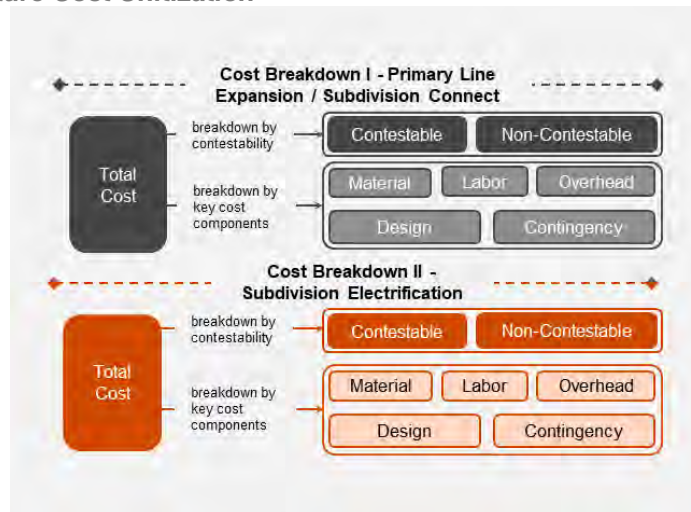 Cost Breakdown I - Primary Line
Expansion / Subdivision Connect
Total
Cost
breakdown by
contestability
Contestable
Non-Contestable
breakdown by
key cost
components
Material
Labor
Overhead
Design
Contingency
Cost Breakdown II -
Subdivision Electrification
Total
Cost
breakdown by
contestability
Contestable
Non-Contestable
breakdown by
key cost
components
Material
Labor
Overhead
Design
Contingency